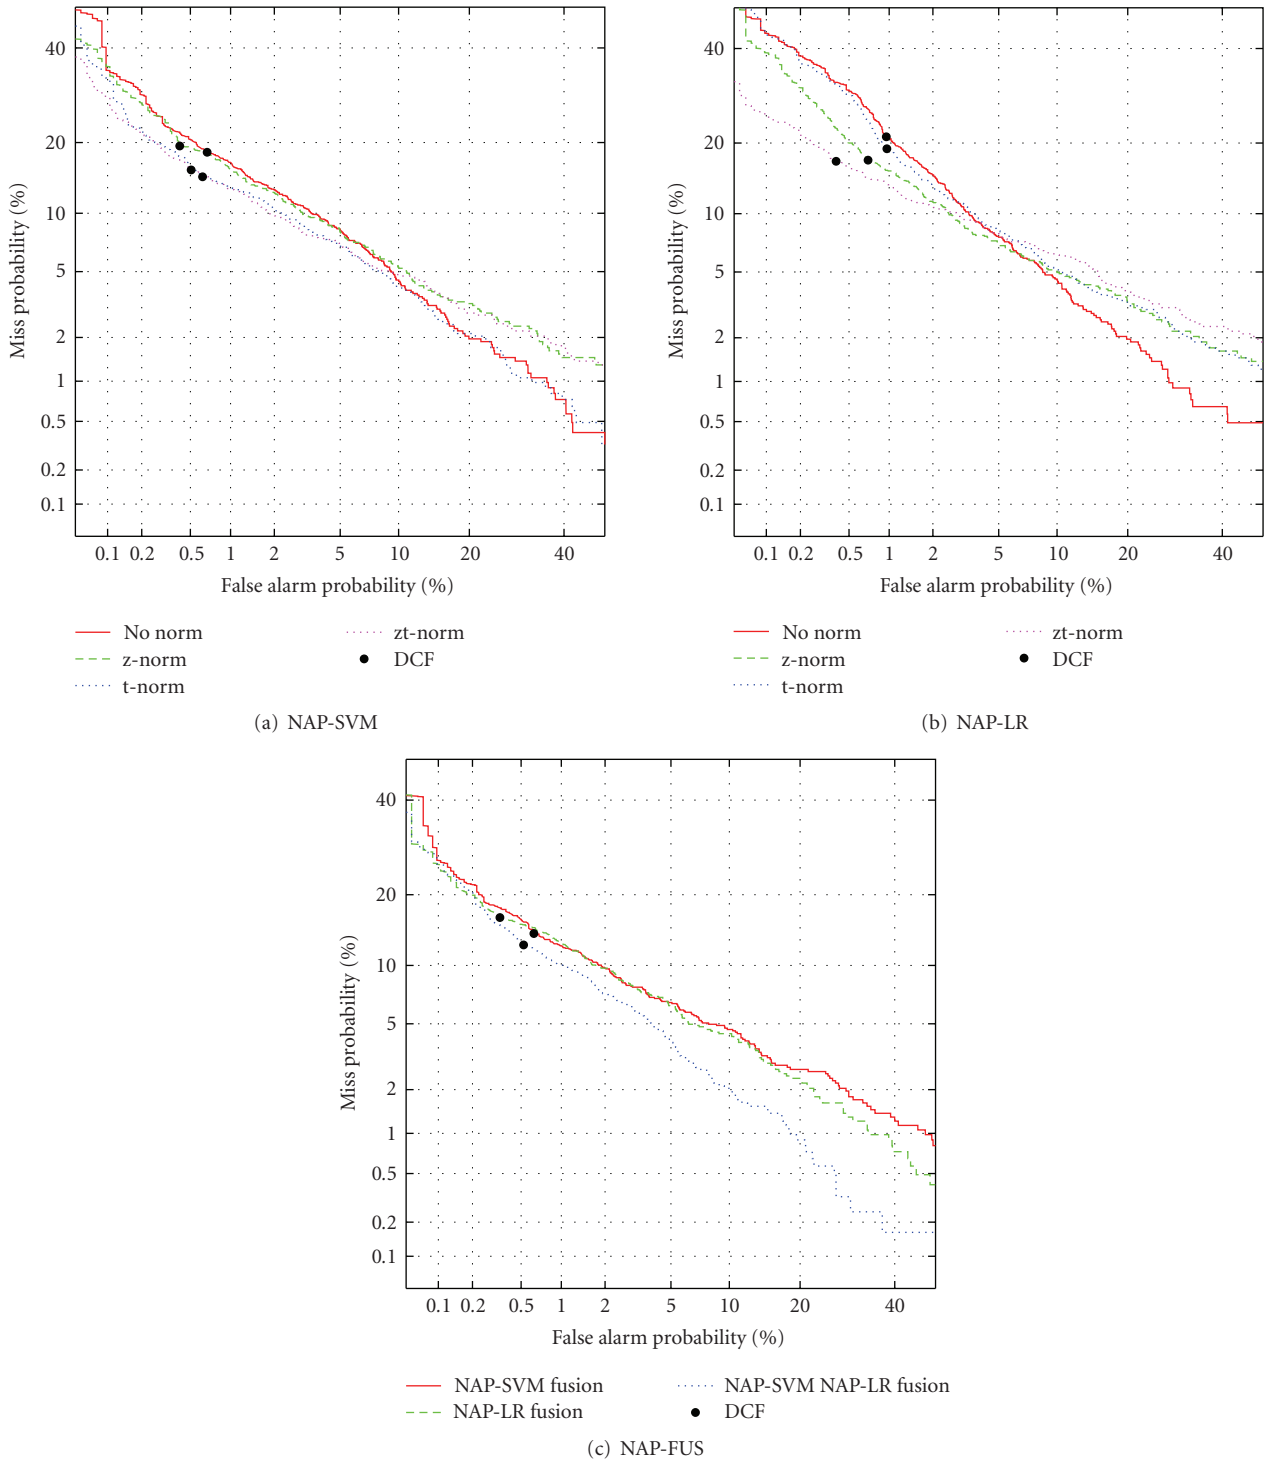 40
20
10
5
2
1
0.5
0.2
0.1
Miss probability (%)
0.1 0.2 0.5 1 2 5 10 20 40
False alarm probability (%)
No norm
z-norm
t-norm
zt-norm
DCF
(a) NAP-SVM
40
20
10
5
2
1
0.5
0.2
0.1
Miss probability (%)
0.1 0.2 0.5 1 2 5 10 20 40
False alarm probability (%)
No norm
z-norm
t-norm
zt-norm
DCF
(b) NAP-LR
40
20
10
5
2
1
0.5
0.2
0.1
Miss probability (%)
0.1 0.2 0.5 1 2 5 10 20 40
False alarm probability (%)
NAP-SVM fusion
NAP-LR fusion
NAP-SVM NAP-LR fusion
DCF
(c) NAP-FUS